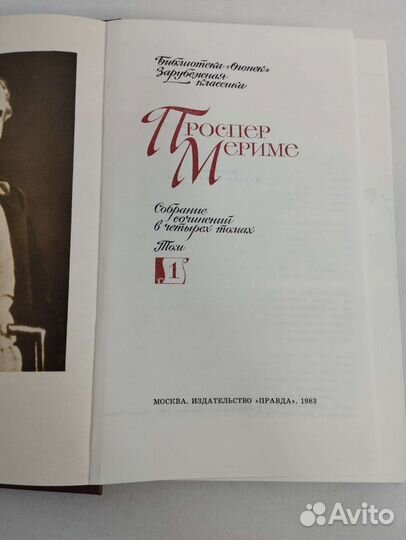 Библиотека «Огонек»
Зарубежная
классика
Проспер
Мериме
Собрание
сочинений
в четырех томах
Том
1
МОСКВА. ИЗДАТЕЛЬСТВО «ПРАВДА». 1983
Avito